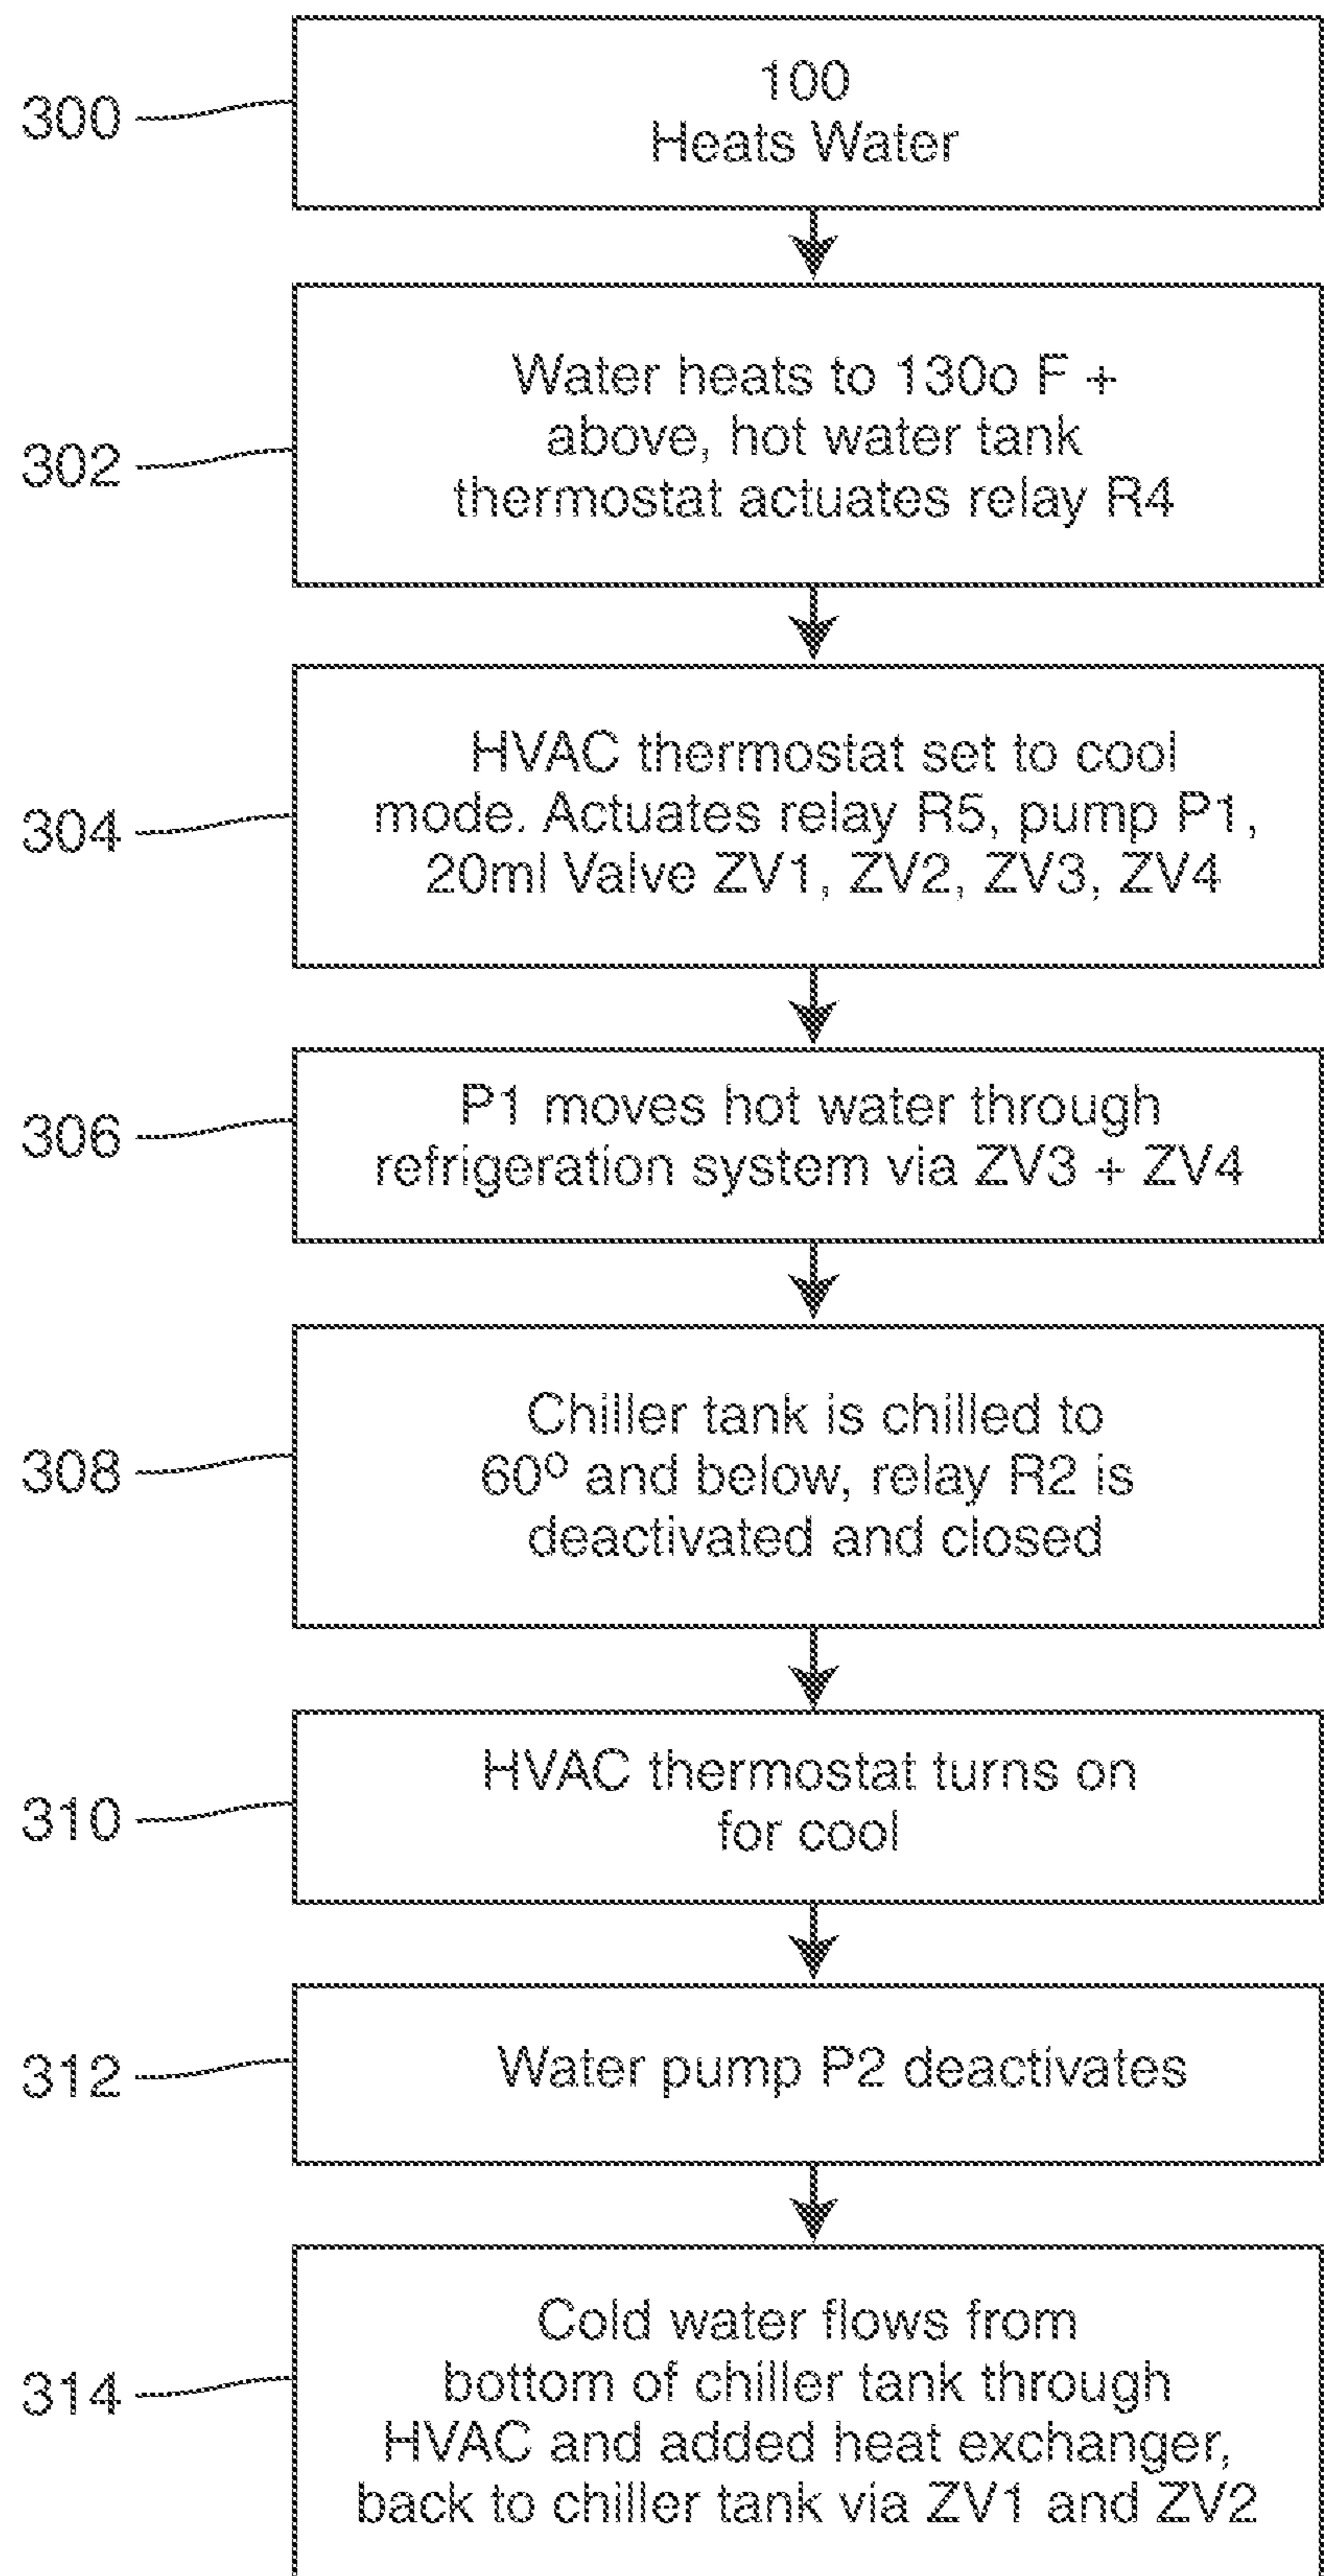 300
100
Heats Water
302
Water heats to 130o F +
above, hot water tank
thermostat actuates relay R4
304
HVAC thermostat set to cool
mode. Actuates relay R5, pump P1,
20ml Valve ZV1, ZV2, ZV3, ZV4
306
P1 moves hot water through
refrigeration system via ZV3 + ZV4
308
Chiller tank is chilled to
60º and below, relay R2 is
deactivated and closed
310
HVAC thermostat turns on
for cool
312
Water pump P2 deactivates
314
Cold water flows from
bottom of chiller tank through
HVAC and added heat exchanger,
back to chiller tank via ZV1 and ZV2